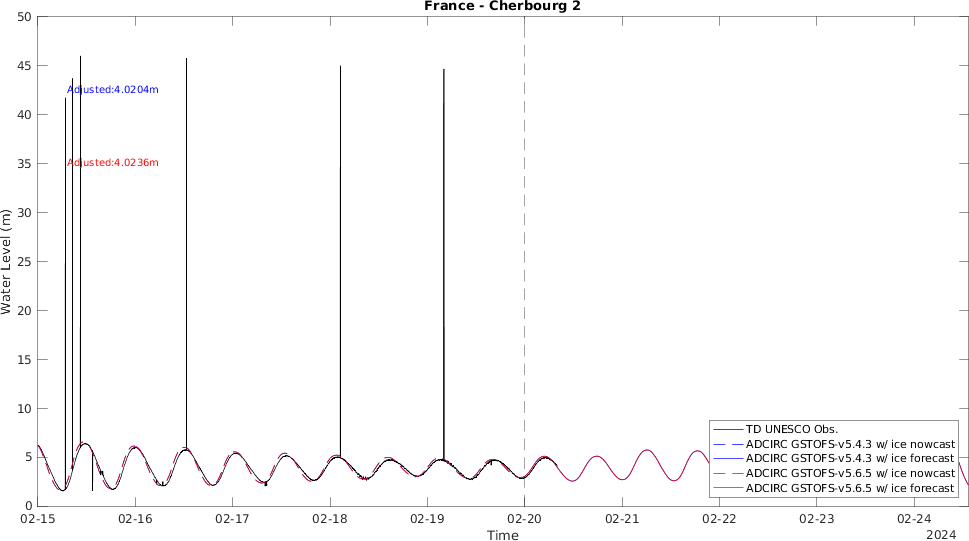 France - Cherbourg 2
50
45
40
35
30
25
20
15
10
5
0
Water Level (m)
Adjusted:4.0204m
Adjusted:4.0236m
TD UNESCO Obs.
ADCIRC GSTOFS-v5.4.3 w/ ice nowcast
ADCIRC GSTOFS-v5.4.3 w/ ice forecast
ADCIRC GSTOFS-v5.6.5 w/ ice nowcast
ADCIRC GSTOFS-v5.6.5 w/ ice forecast
02-15 02-16 02-17 02-18 02-19 02-20 02-21 02-22 02-23 02-24
Time
2024